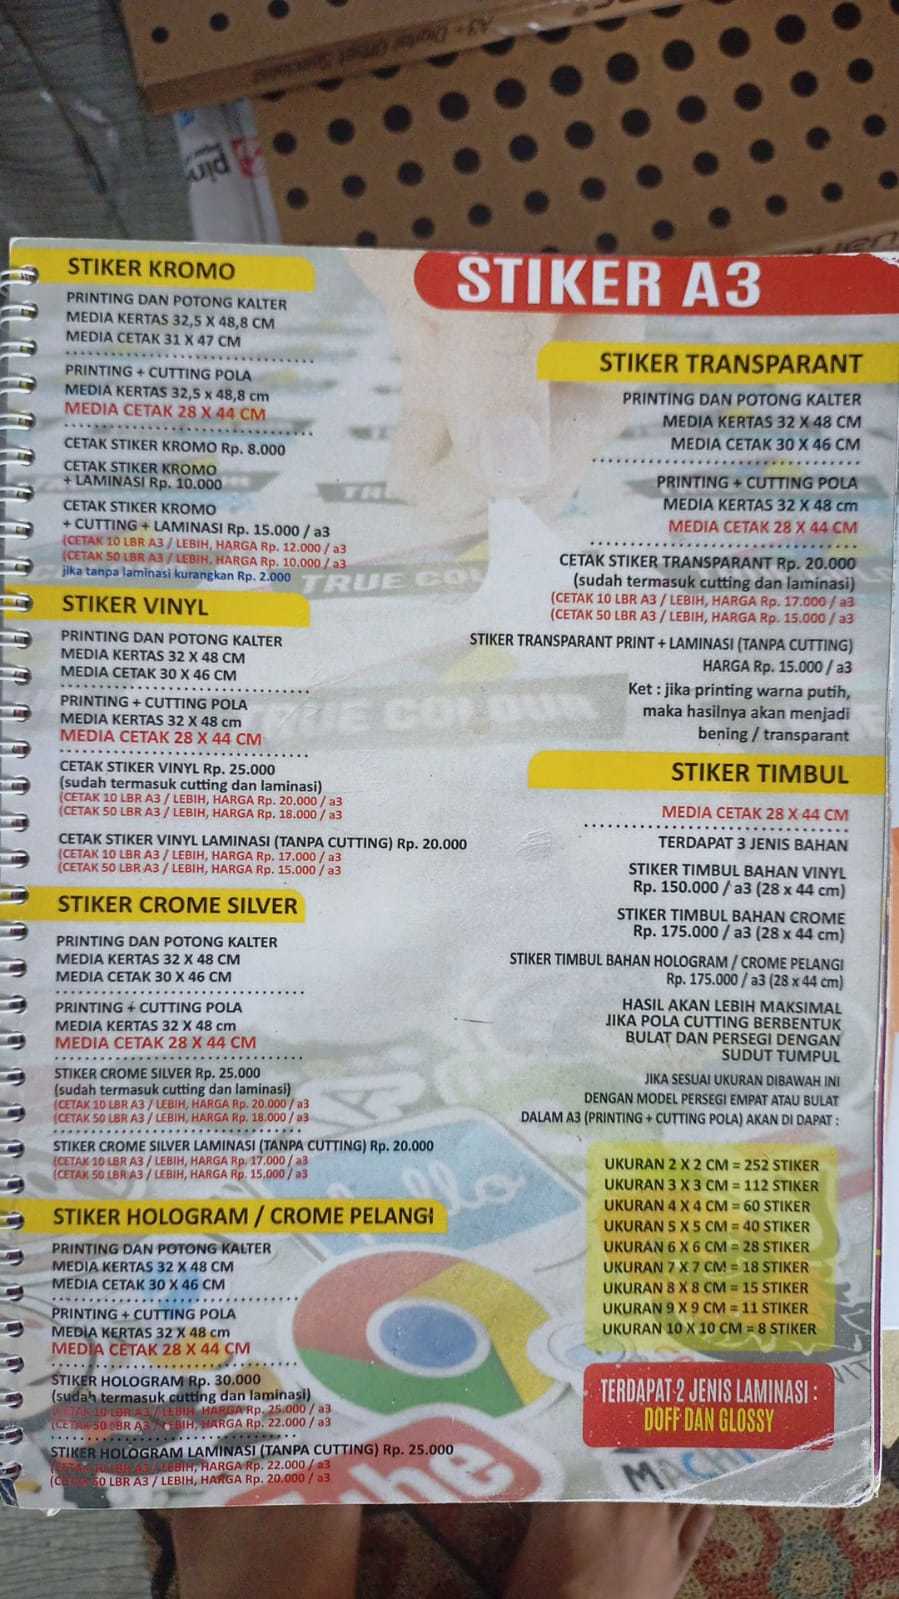 A3+ Digital Offset Specialist
STIKER A3
STIKER KROMO
PRINTING DAN POTONG KALTER
MEDIA KERTAS 32,5 X 48,8 CM
MEDIA CETAK 31 X 47 CM
PRINTING + CUTTING POLA
MEDIA KERTAS 32,5 x 48,8 cm
MEDIA CETAK 28 X 44 CM
CETAK STIKER KROMO Rp. 8.000
CETAK STIKER KROMO
+ LAMINASI Rp. 10.000
CETAK STIKER KROMO
+ CUTTING + LAMINASI Rp. 15.000 / a3
(CETAK 10 LBR A3 / LEBIH, HARGA Rp. 12.000 / a3
(CETAK 50 LBR A3 / LEBIH, HARGA Rp. 10.000 / a3
jika tanpa laminasi kurangkan Rp. 2.000
STIKER VINYL
PRINTING DAN POTONG KALTER
MEDIA KERTAS 32 X 48 CM
MEDIA CETAK 30 X 46 CM
PRINTING + CUTTING POLA
MEDIA KERTAS 32 X 48 cm
MEDIA CETAK 28 X 44 CM
CETAK STIKER VINYL Rp. 25.000
(sudah termasuk cutting dan laminasi)
(CETAK 10 LBR A3 / LEBIH, HARGA Rp. 20.000 / a3
(CETAK 50 LBR A3 / LEBIH, HARGA Rp. 18.000 / a3
CETAK STIKER VINYL LAMINASI (TANPA CUTTING) Rp. 20.000
(CETAK 10 LBR A3 / LEBIH, HARGA Rp. 17.000 / a3
(CETAK 50 LBR A3 / LEBIH, HARGA Rp. 15.000 / a3
STIKER CROME SILVER
PRINTING DAN POTONG KALTER
MEDIA KERTAS 32 X 48 CM
MEDIA CETAK 30 X 46 CM
PRINTING + CUTTING POLA
MEDIA KERTAS 32 X 48 cm
MEDIA CETAK 28 X 44 CM
STIKER CROME SILVER Rp. 25.000
(sudah termasuk cutting dan laminasi)
(CETAK 10 LBR A3 / LEBIH, HARGA Rp. 20.000 / a3
(CETAK 50 LBR A3 / LEBIH, HARGA Rp. 18.000 / a3
STIKER CROME SILVER LAMINASI (TANPA CUTTING) Rp. 20.000
(CETAK 10 LBR A3 / LEBIH, HARGA Rp. 17.000 / a3
(CETAK 50 LBR A3 / LEBIH, HARGA Rp. 15.000 / a3
STIKER HOLOGRAM / CROME PELANGI
PRINTING DAN POTONG KALTER
MEDIA KERTAS 32 X 48 CM
MEDIA CETAK 30 X 46 CM
PRINTING + CUTTING POLA
MEDIA KERTAS 32 X 48 cm
MEDIA CETAK 28 X 44 CM
STIKER HOLOGRAM Rp. 30.000
(sudah termasuk cutting dan laminasi)
(CETAK 10 LBR A3 / LEBIH, HARGA Rp. 25.000 / a3
(CETAK 50 LBR A3 / LEBIH, HARGA Rp. 22.000 / a3
STIKER HOLOGRAM LAMINASI (TANPA CUTTING) Rp. 25.000
(CETAK 10 LBR A3 / LEBIH, HARGA Rp. 22.000 / a3
(CETAK 50 LBR A3 / LEBIH, HARGA Rp. 20.000 / a3
STIKER TRANSPARANT
PRINTING DAN POTONG KALTER
MEDIA KERTAS 32 X 48 CM
MEDIA CETAK 30 X 46 CM
PRINTING + CUTTING POLA
MEDIA KERTAS 32 X 48 cm
MEDIA CETAK 28 X 44 CM
CETAK STIKER TRANSPARANT Rp. 20.000
(sudah termasuk cutting dan laminasi)
(CETAK 10 LBR A3 / LEBIH, HARGA Rp. 17.000 / a3
(CETAK 50 LBR A3 / LEBIH, HARGA Rp. 15.000 / a3
STIKER TRANSPARANT PRINT + LAMINASI (TANPA CUTTING)
HARGA Rp. 15.000 / a3
Ket : jika printing warna putih,
maka hasilnya akan menjadi
bening / transparant
STIKER TIMBUL
MEDIA CETAK 28 X 44 CM
TERDAPAT 3 JENIS BAHAN
STIKER TIMBUL BAHAN VINYL
Rp. 150.000 / a3 (28 x 44 cm)
STIKER TIMBUL BAHAN CROME
Rp. 175.000 / a3 (28 x 44 cm)
STIKER TIMBUL BAHAN HOLOGRAM / CROME PELANGI
Rp. 175.000 / a3 (28 x 44 cm)
HASIL AKAN LEBIH MAKSIMAL
JIKA POLA CUTTING BERBENTUK
BULAT DAN PERSEGI DENGAN
SUDUT TUMPUL
JIKA SESUAI UKURAN DIBAWAH INI
DENGAN MODEL PERSEGI EMPAT ATAU BULAT
DALAM A3 (PRINTING + CUTTING POLA) AKAN DI DAPAT :
UKURAN 2 X 2 CM = 252 STIKER
UKURAN 3 X 3 CM = 112 STIKER
UKURAN 4 X 4 CM = 60 STIKER
UKURAN 5 X 5 CM = 40 STIKER
UKURAN 6 X 6 CM = 28 STIKER
UKURAN 7 X 7 CM = 18 STIKER
UKURAN 8 X 8 CM = 15 STIKER
UKURAN 9 X 9 CM = 11 STIKER
UKURAN 10 X 10 CM = 8 STIKER
TERDAPAT 2 JENIS LAMINASI :
DOFF DAN GLOSSY